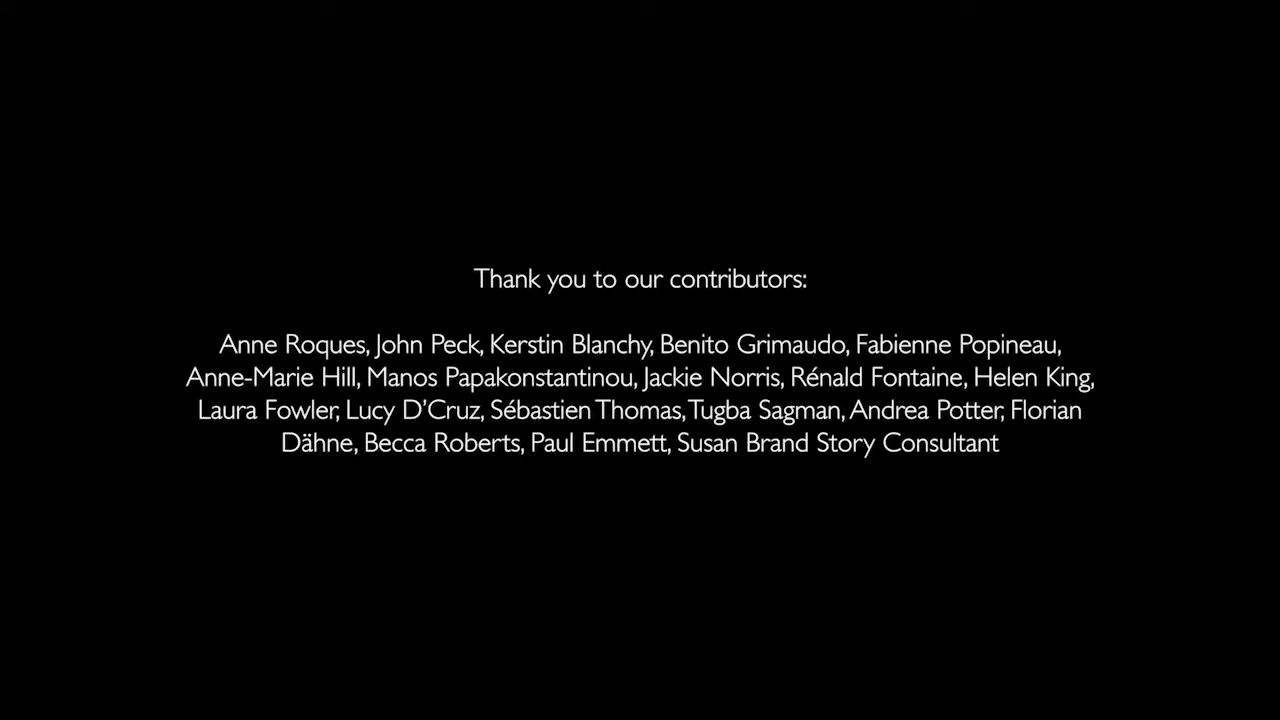 Thank you to our contributors:
Anne Roques, John Peck, Kerstin Blanchy, Benito Grimaudo, Fabienne Popineau,
Anne-Marie Hill, Manos Papakonstantinou, Jackie Norris, Rénald Fontaine, Helen King,
Laura Fowler, Lucy D’Cruz, Sébastien Thomas, Tugba Sagman, Andrea Potter, Florian
Dähne, Becca Roberts, Paul Emmett, Susan Brand Story Consultant